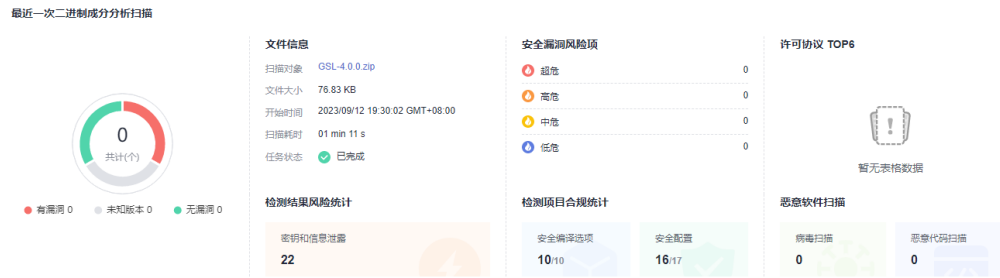 最近一次二进制成分分析扫描
0
共计(个)
有漏洞 0 未知版本 0 无漏洞 0
文件信息
扫描对象 GSL-4.0.0.zip
文件大小 76.83 KB
开始时间 2023/09/12 19:30:02 GMT+08:00
扫描耗时 01 min 11 s
任务状态 已完成
安全漏洞风险项
超危 0
高危 0
中危 0
低危 0
许可协议 TOP6
暂无表格数据
检测结果风险统计
密钥和信息泄露
22
检测项目合规统计
安全编译选项
10/10
安全配置
16/17
恶意软件扫描
病毒扫描
0
恶意代码扫描
0